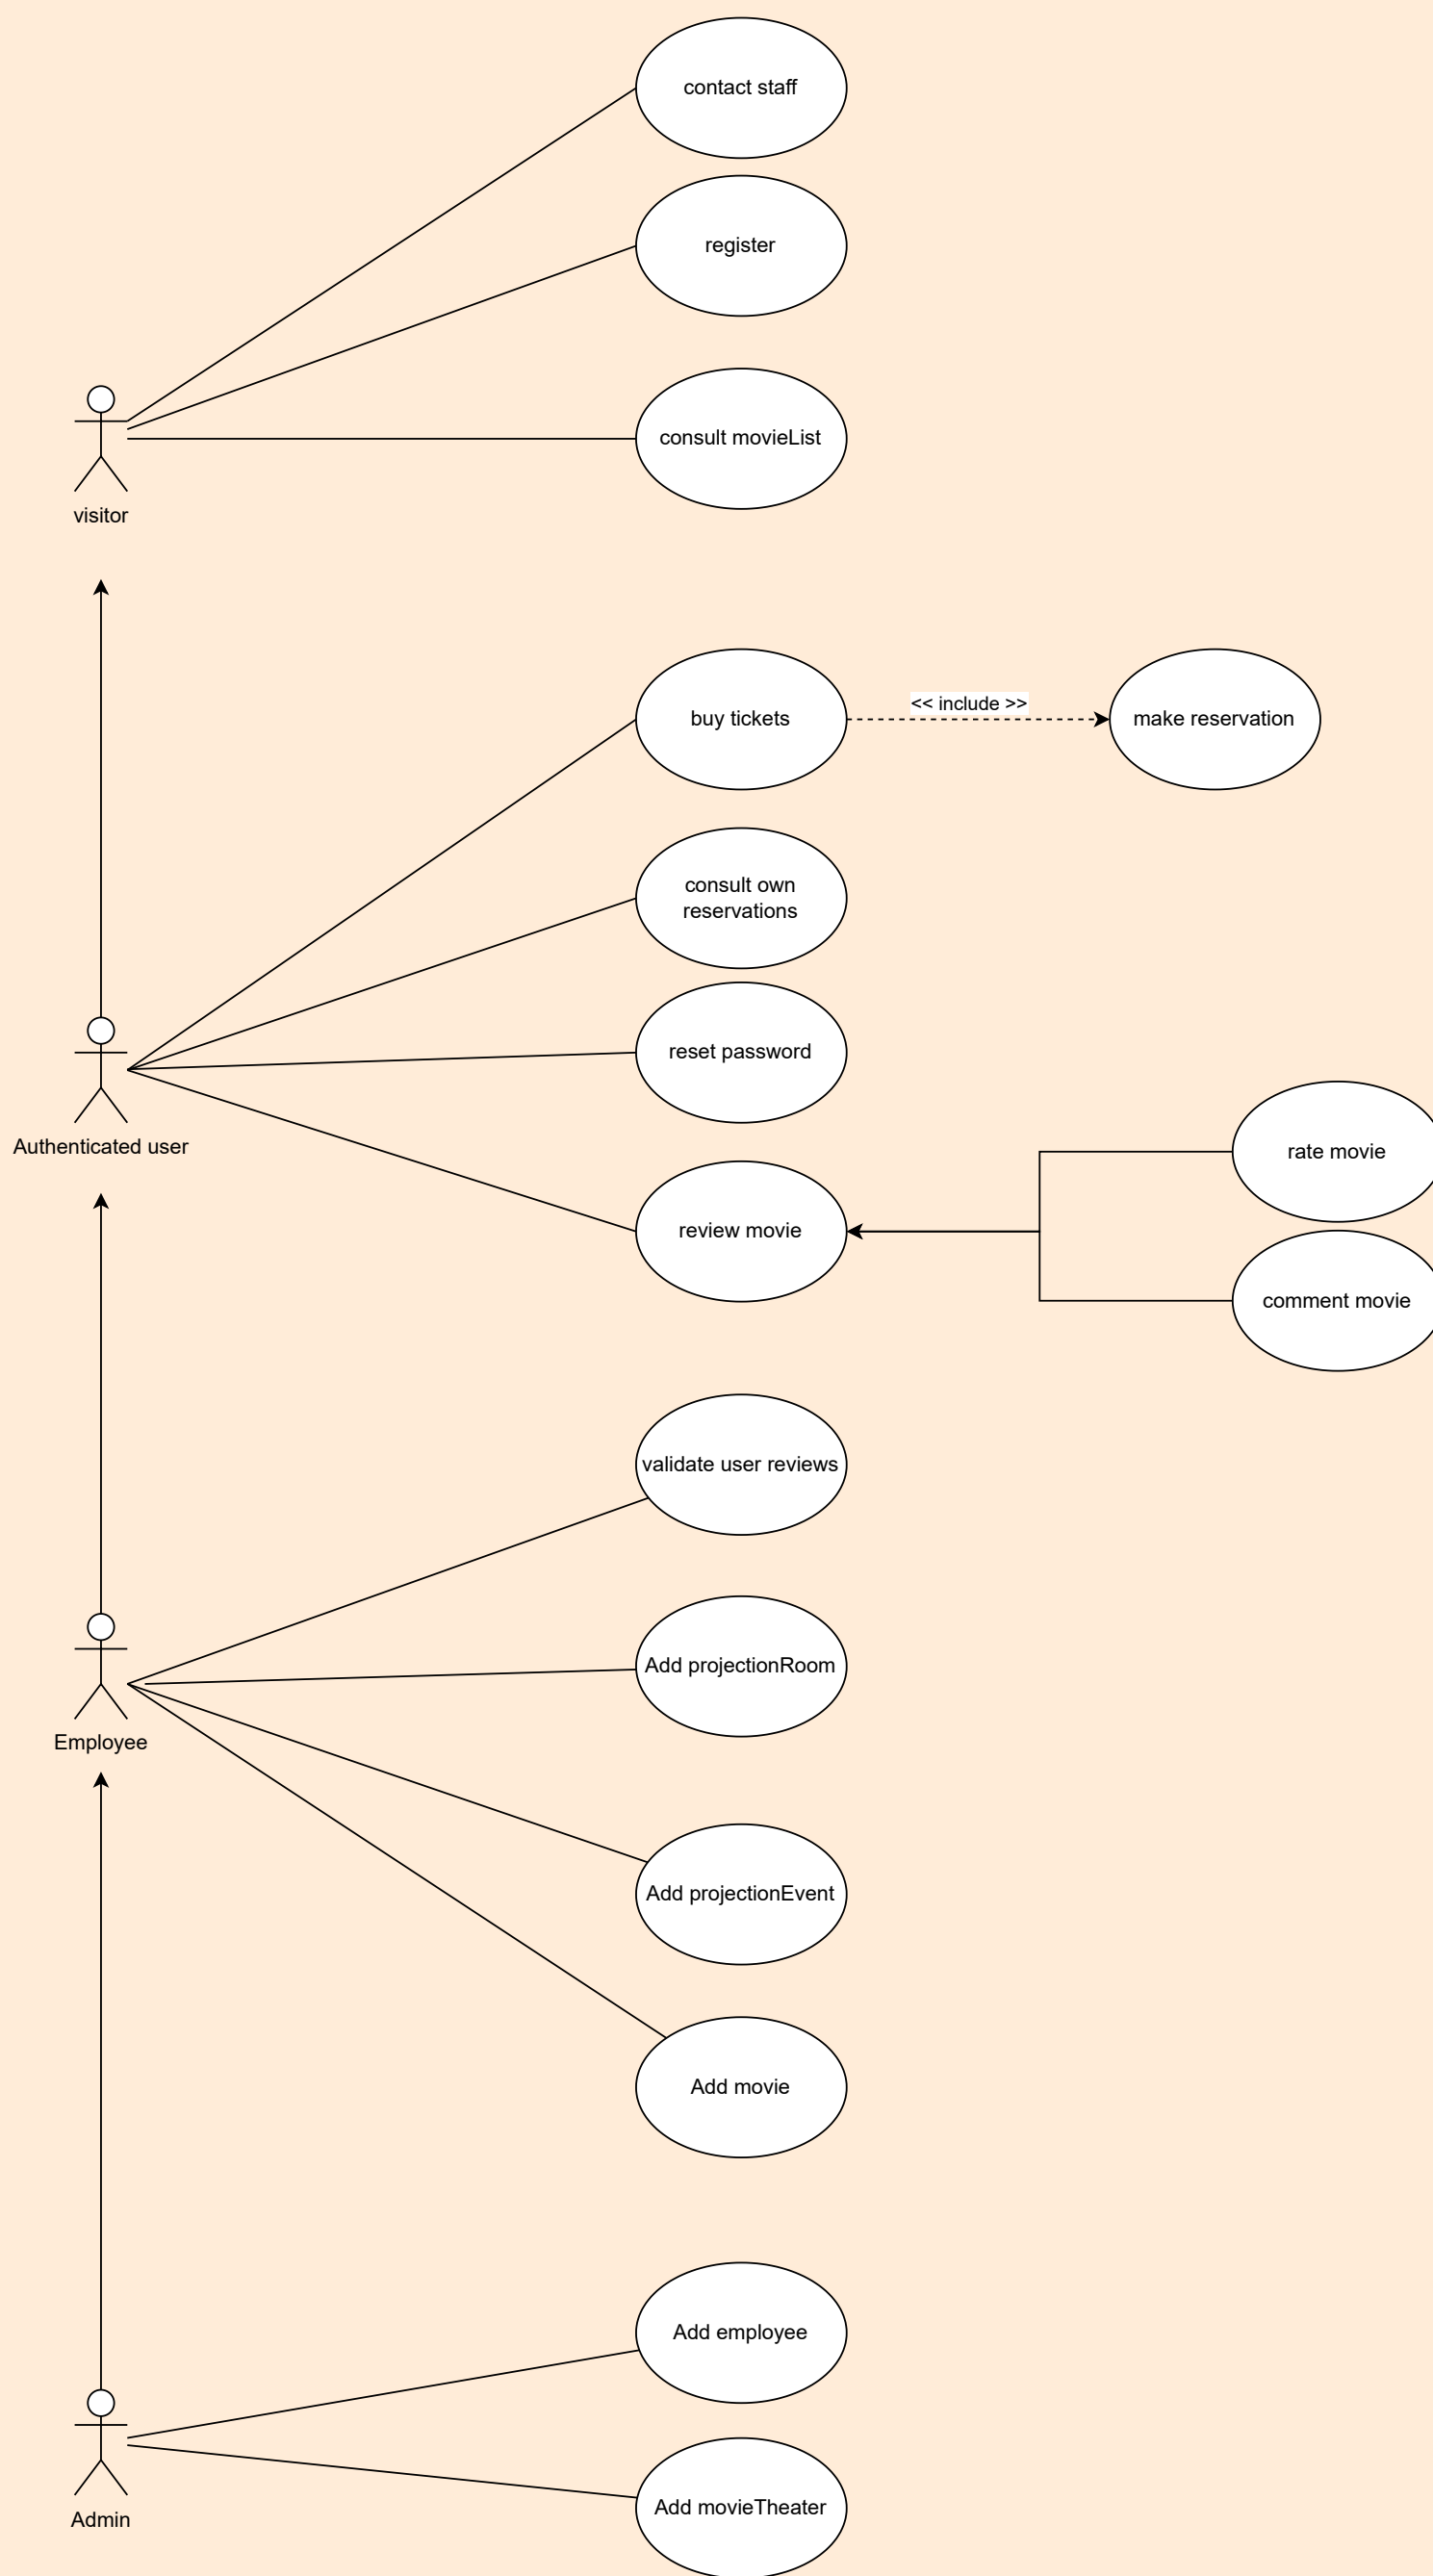 contact staff
register
consult movieList
visitor
buy tickets
<< include >>
make reservation
consult own
reservations
reset password
Authenticated user
rate movie
review movie
comment movie
validate user reviews
Add projectionRoom
Employee
Add projectionEvent
Add movie
Add employee
Add movieTheater
Admin